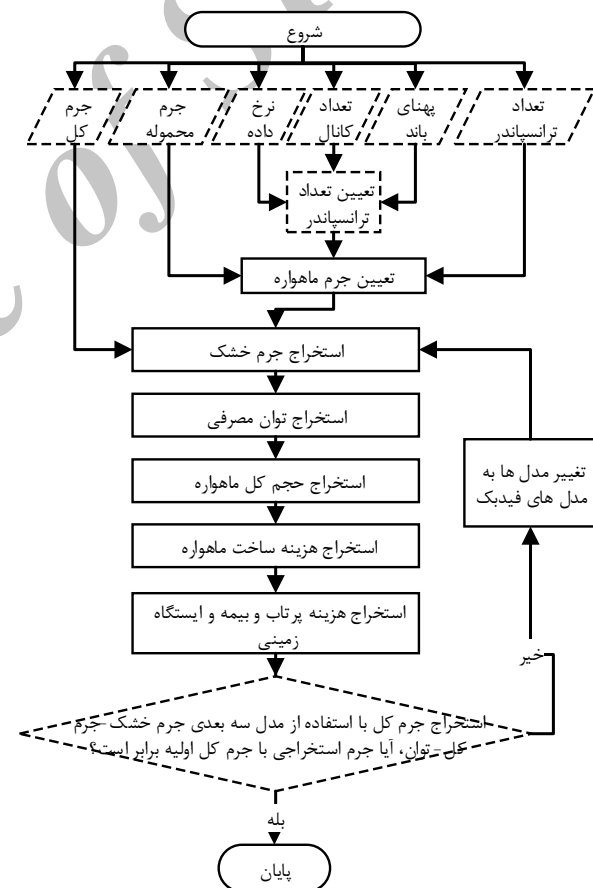 شروع
جرم کل
جرم محموله
نرخ داده
تعداد کانال
پهنای باند
تعداد ترانسپاندر
تعیین تعداد
ترانسپاندر
تعیین جرم ماهواره
استخراج جرم خشک
استخراج توان مصرفی
تغییر مدل ها به
مدل های فیدبک
استخراج حجم کل ماهواره
استخراج هزینه ساخت ماهواره
استخراج هزینه پرتاب و بیمه و ایستگاه
زمینی
خیر
استخراج جرم کل با استفاده از مدل سه بعدی جرم خشک-جرم
کل-توان، آیا جرم استخراجی با جرم کل اولیه برابر است؟
بله
پایان